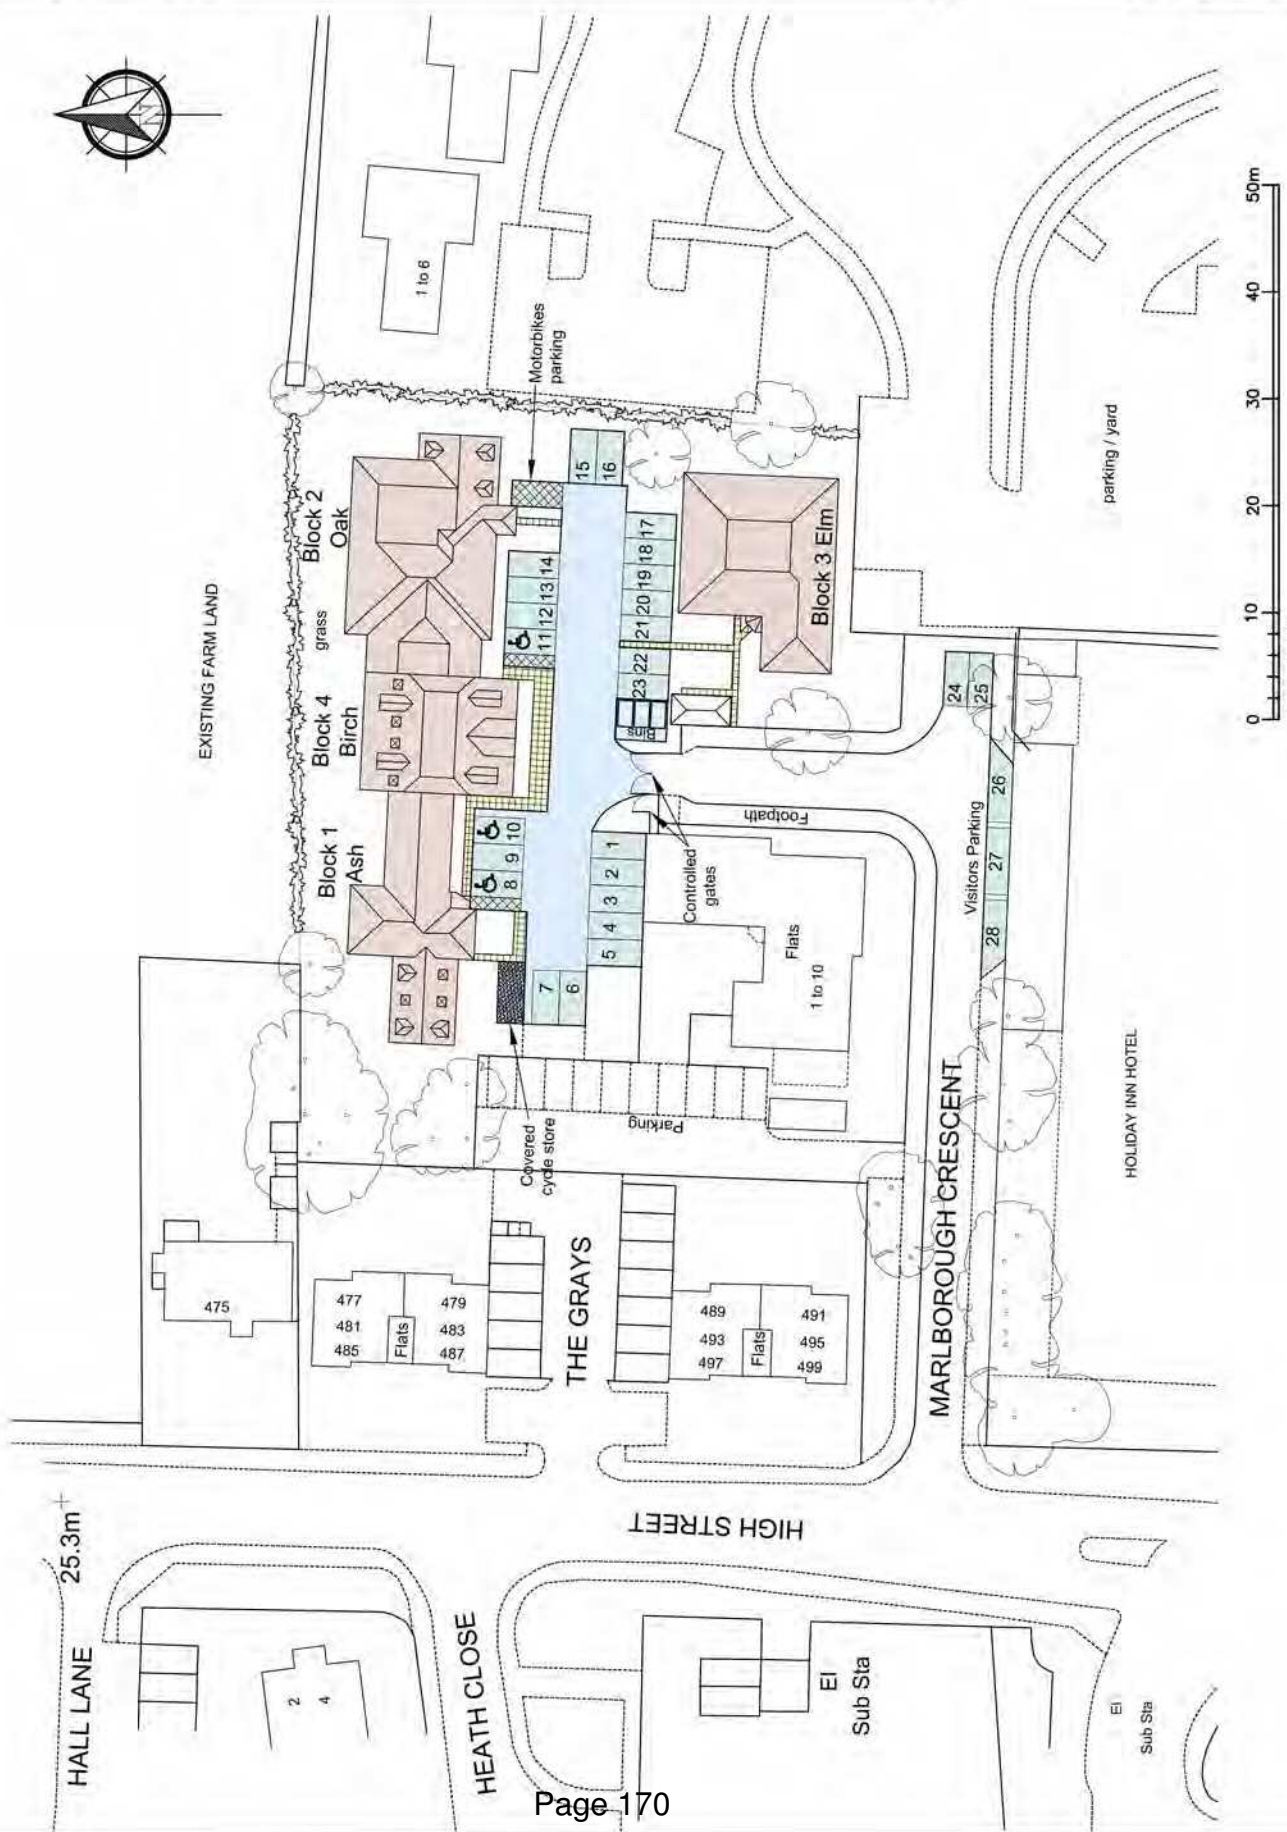 N
EXISTING FARM LAND
Block 1
Ash
Block 4
Birch
grass
Block 2
Oak
1 to 6
Motorbikes
parking
8
9
10
11
12
13
14
15
16
17
18
19
20
21
22
23
Bins
1
2
3
4
5
6
7
Block 3 Elm
Controlled
gates
Footpath
Flats
1 to 10
Covered
cycle store
Parking
24
25
26
27
28
Visitors Parking
parking / yard
HOLIDAY INN HOTEL
MARLBOROUGH CRESCENT
THE GRAYS
475
477
481
485
Flats
479
483
487
489
493
497
Flats
491
495
499
HIGH STREET
25.3m
HALL LANE
2
4
HEATH CLOSE
El
Sub Sta
El
Sub Sta
0
10
20
30
40
50m
Page 170